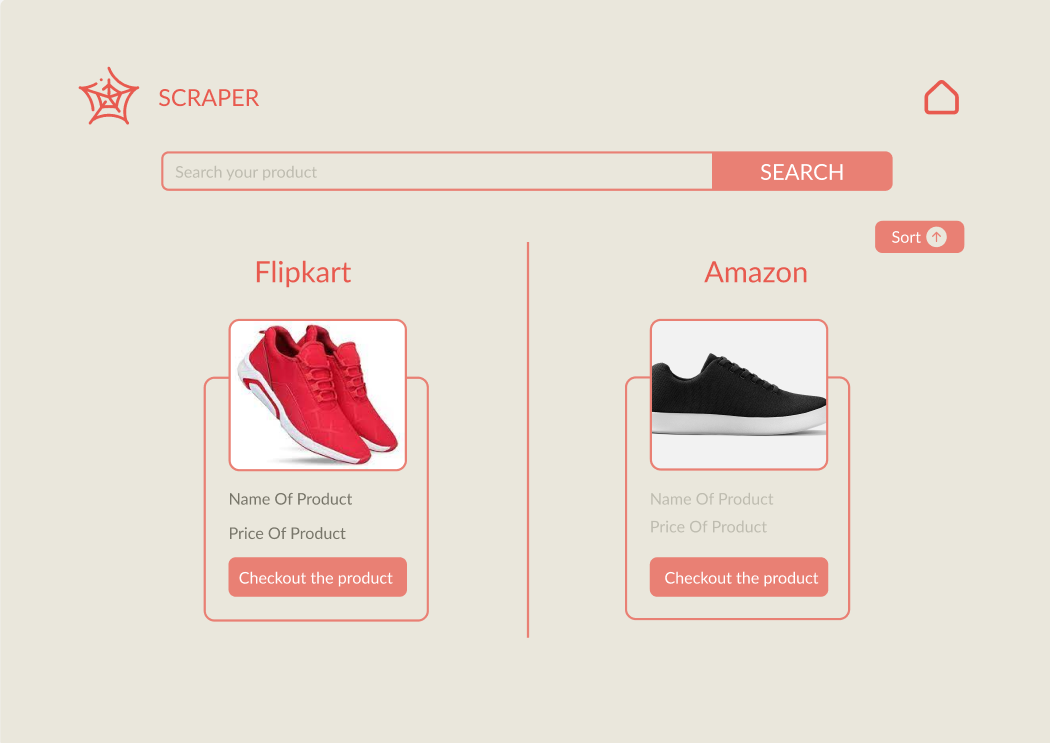 SCRAPER
Search your product
SEARCH
Sort
Flipkart
Amazon
Name Of Product
Price Of Product
Checkout the product
Name Of Product
Price Of Product
Checkout the product